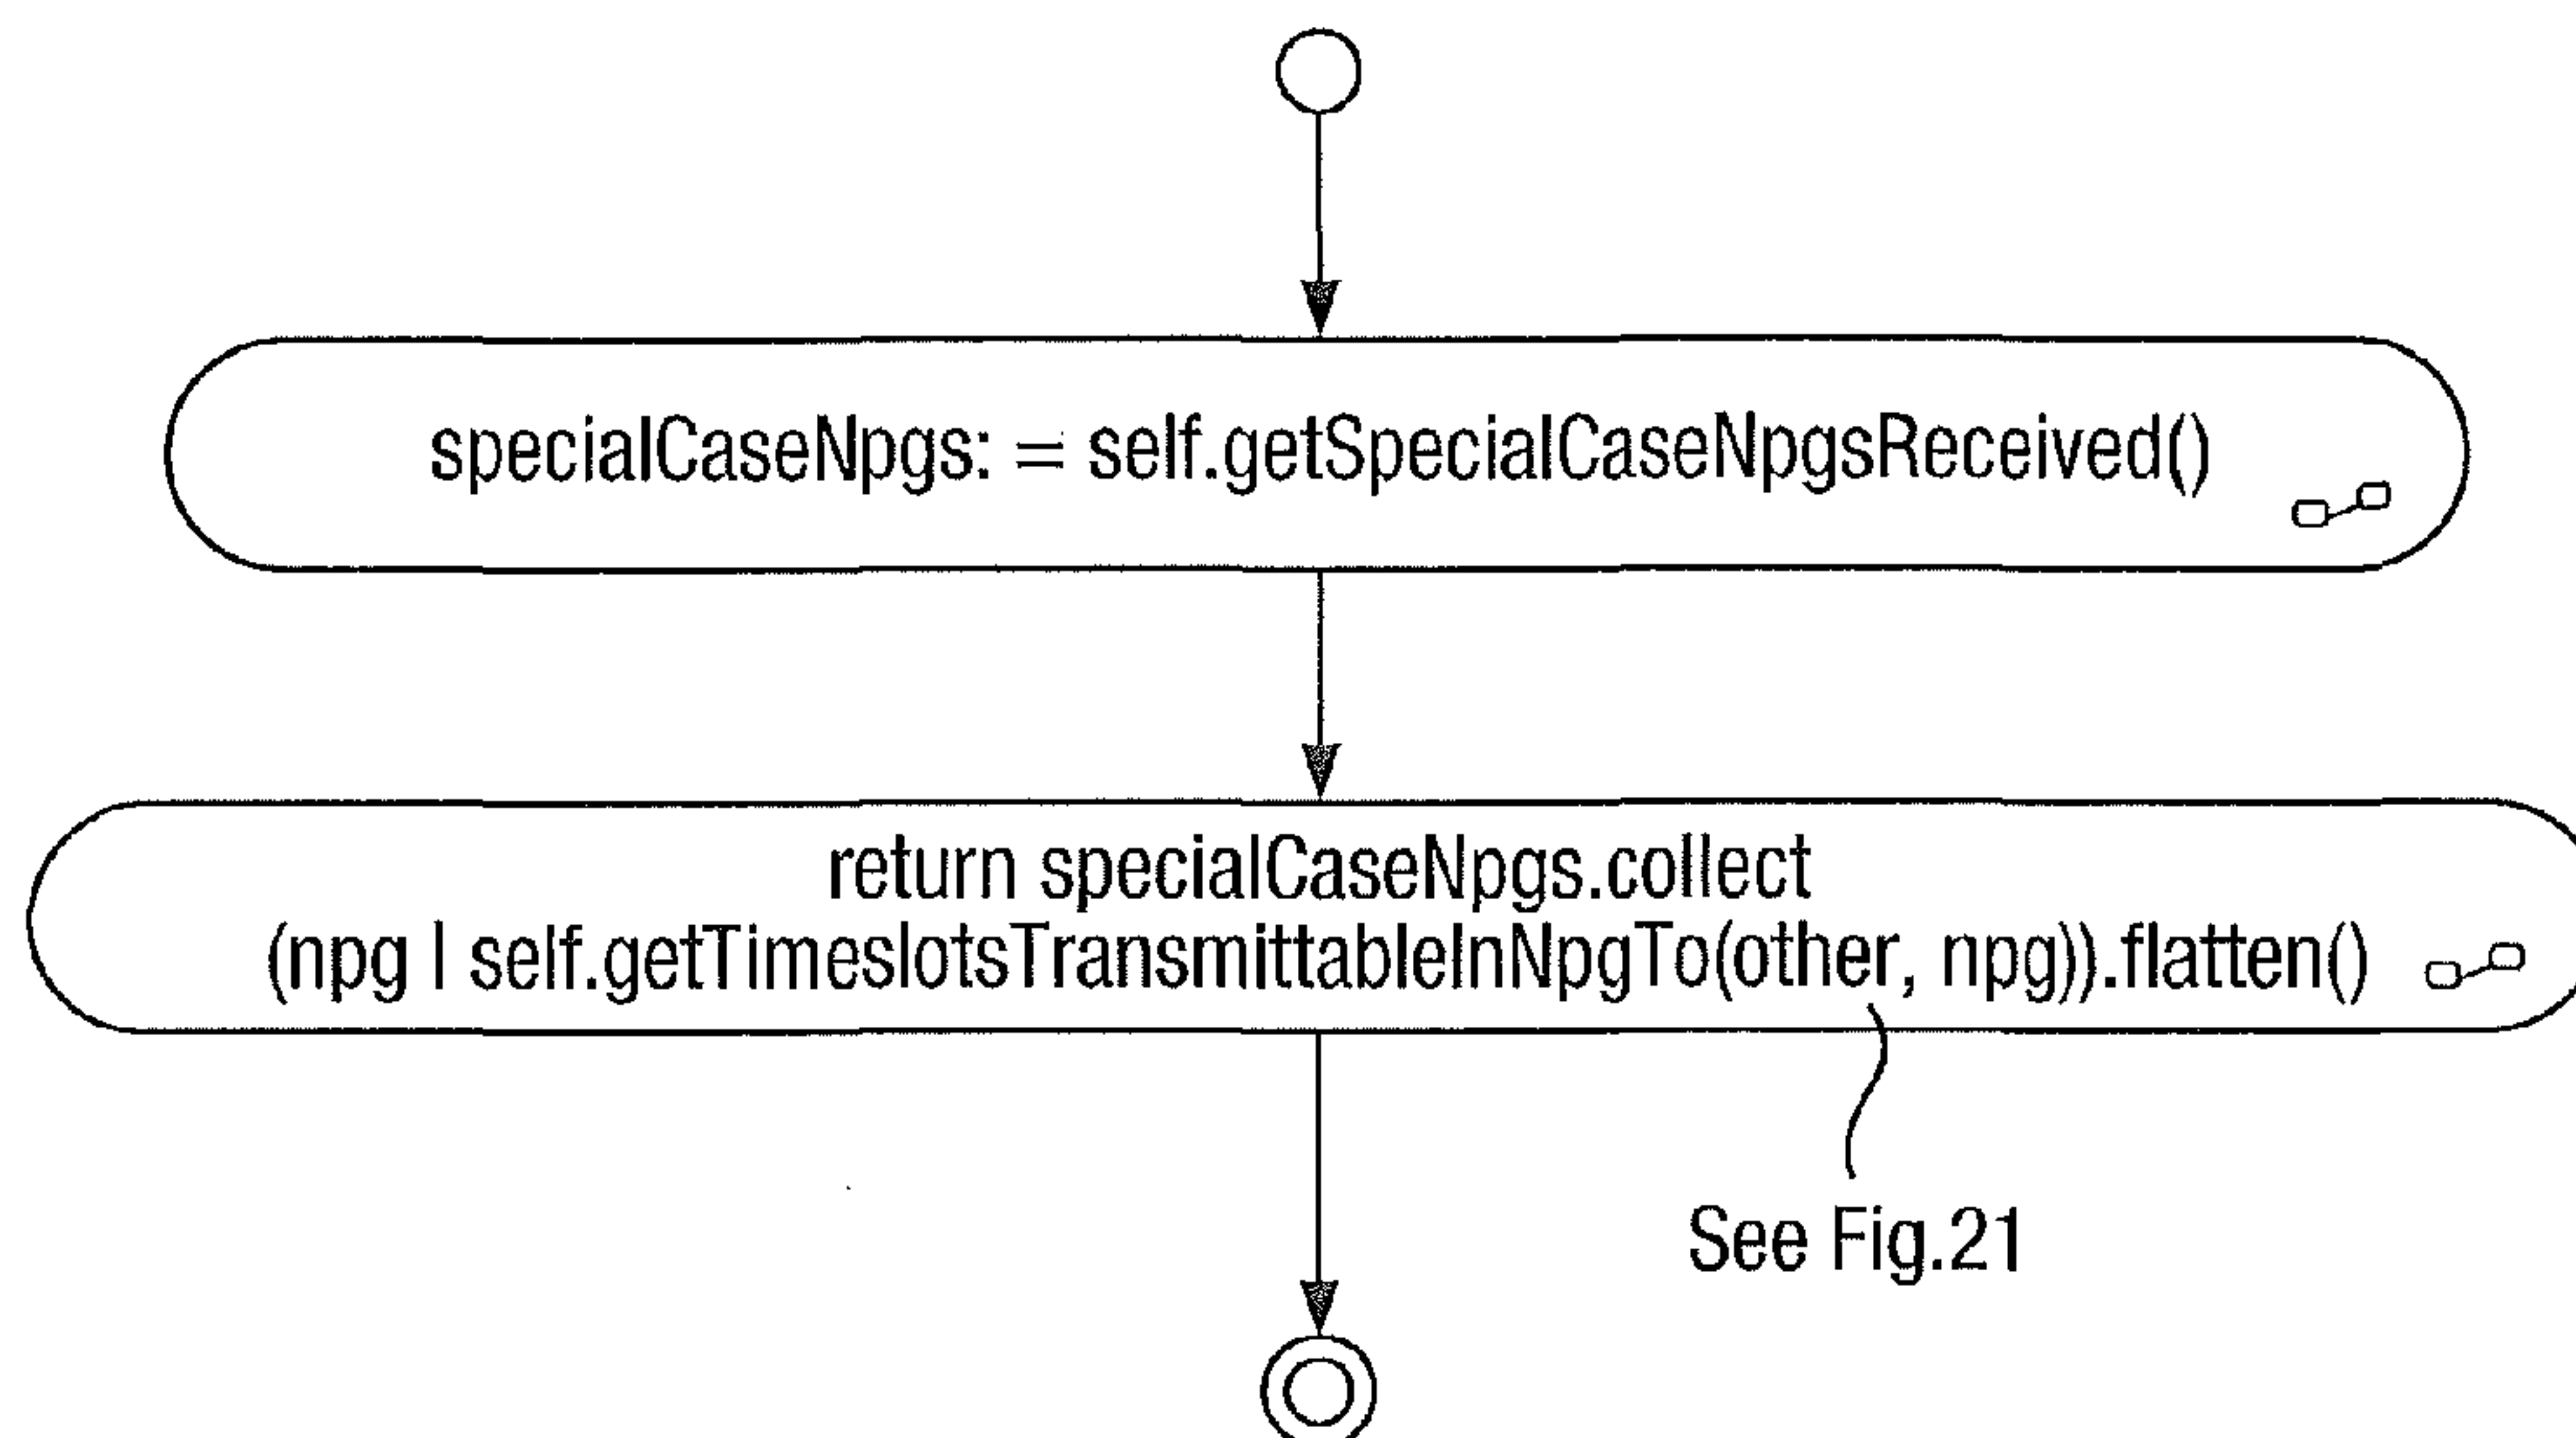 specialCaseNpgs: = self.getSpecialCaseNpgsReceived()
return specialCaseNpgs.collect
(npg | self.getTimeslotsTransmittableInNpgTo(other, npg)).flatten()
See Fig.21